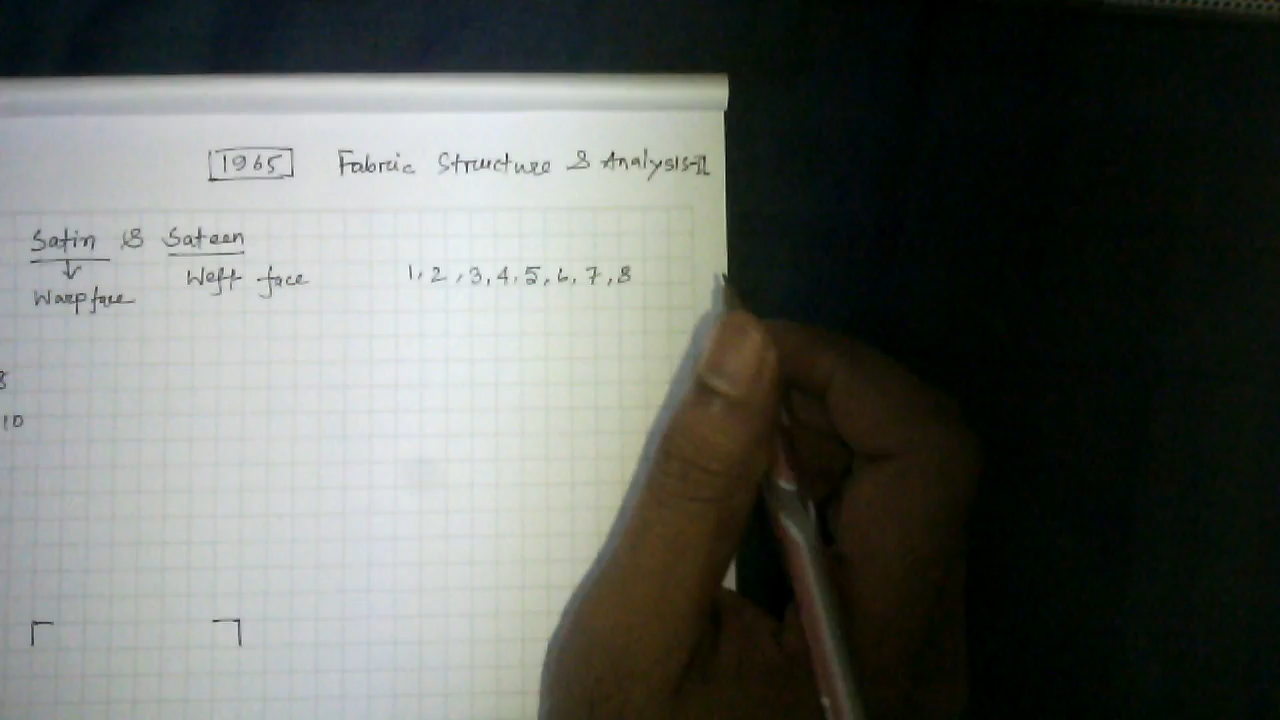 1965 Fabric Structure & Analysis-II
Satin & Sateen
Weft face 1, 2, 3, 4, 5, 6, 7, 8
Warp face
8
10